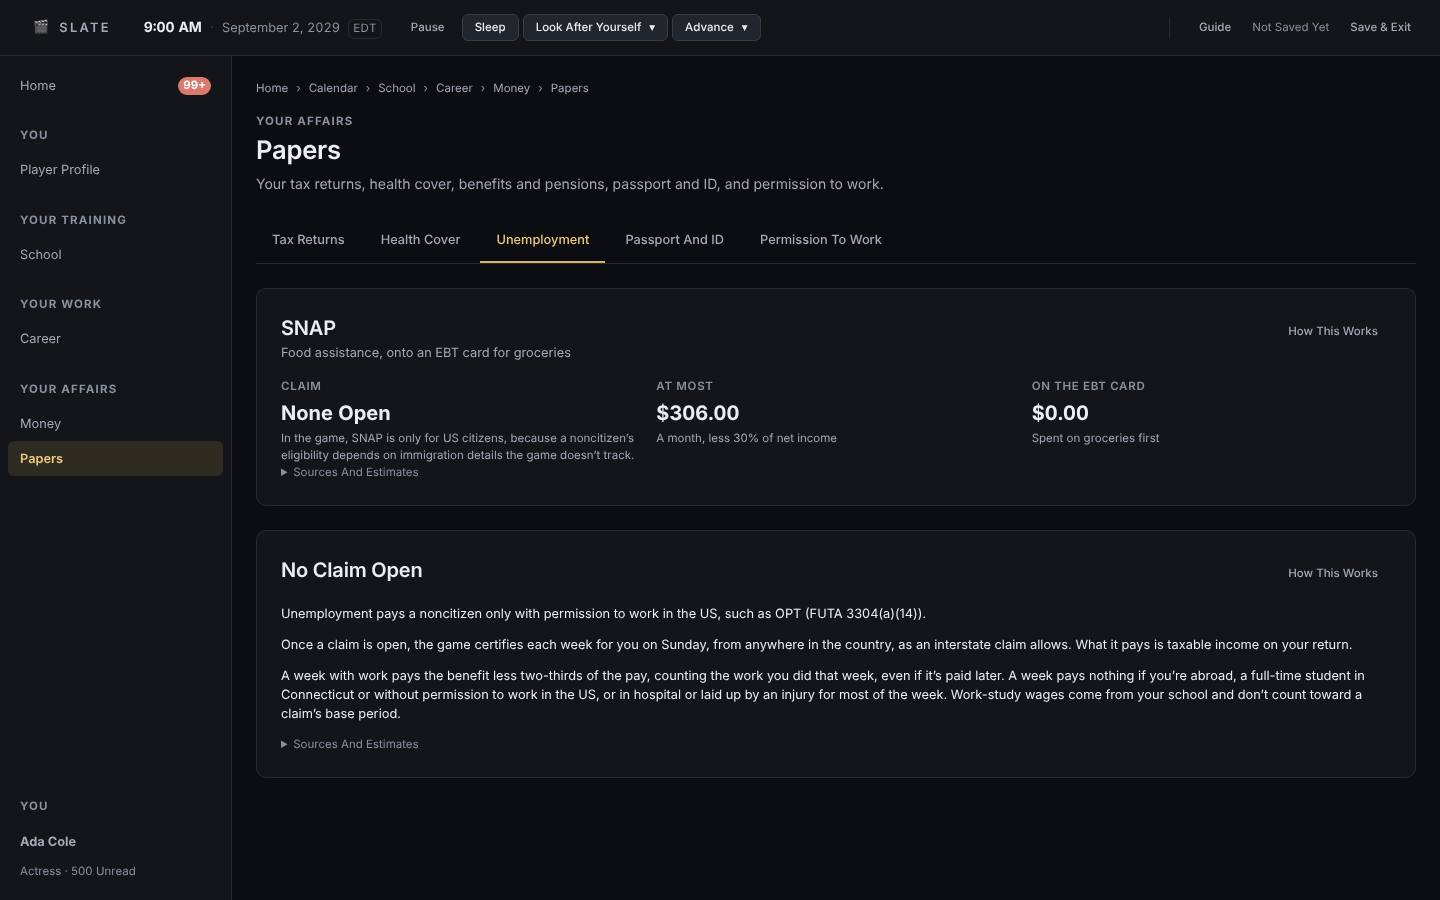 SLATE
9:00 AM · September 2, 2029 EDT
Pause
Sleep
Look After Yourself ▾
Advance ▾
Guide
Not Saved Yet
Save & Exit
Home
99+
YOU
Player Profile
YOUR TRAINING
School
YOUR WORK
Career
YOUR AFFAIRS
Money
Papers
YOU
Ada Cole
Actress · 500 Unread
Home › Calendar › School › Career › Money › Papers
YOUR AFFAIRS
Papers
Your tax returns, health cover, benefits and pensions, passport and ID, and permission to work.
Tax Returns
Health Cover
Unemployment
Passport And ID
Permission To Work
SNAP
How This Works
Food assistance, onto an EBT card for groceries
CLAIM
None Open
In the game, SNAP is only for US citizens, because a noncitizen’s
eligibility depends on immigration details the game doesn’t track.
▶ Sources And Estimates
AT MOST
$306.00
A month, less 30% of net income
ON THE EBT CARD
$0.00
Spent on groceries first
No Claim Open
How This Works
Unemployment pays a noncitizen only with permission to work in the US, such as OPT (FUTA 3304(a)(14)).
Once a claim is open, the game certifies each week for you on Sunday, from anywhere in the country, as an interstate claim allows. What it pays is taxable income on your return.
A week with work pays the benefit less two-thirds of the pay, counting the work you did that week, even if it’s paid later. A week pays nothing if you’re abroad, a full-time student in
Connecticut or without permission to work in the US, or in hospital or laid up by an injury for most of the week. Work-study wages come from your school and don’t count toward a
claim’s base period.
▶ Sources And Estimates